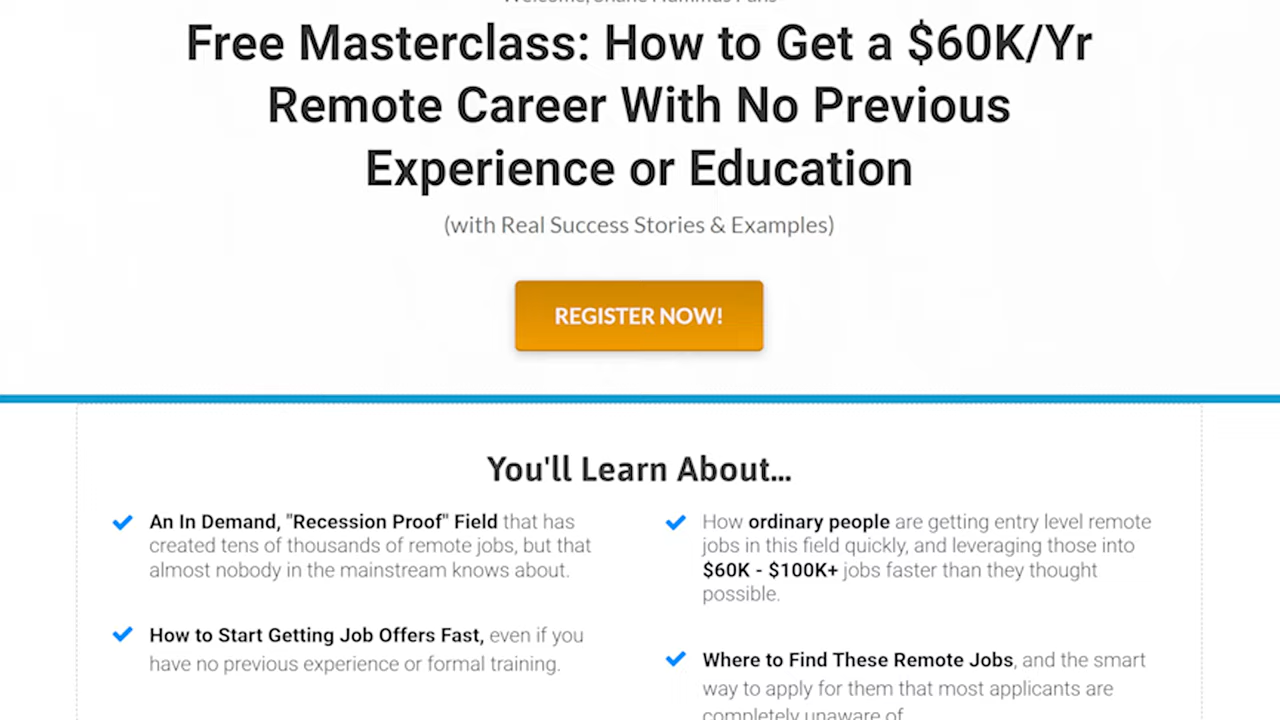 Free Masterclass: How to Get a $60K/Yr
Remote Career With No Previous
Experience or Education
(with Real Success Stories & Examples)
REGISTER NOW!
You'll Learn About...
An In Demand, "Recession Proof" Field that has
created tens of thousands of remote jobs, but that
almost nobody in the mainstream knows about.
How to Start Getting Job Offers Fast, even if you
have no previous experience or formal training.
How ordinary people are getting entry level remote
jobs in this field quickly, and leveraging those into
$60K - $100K+ jobs faster than they thought
possible.
Where to Find These Remote Jobs, and the smart
way to apply for them that most applicants are
completely unaware of